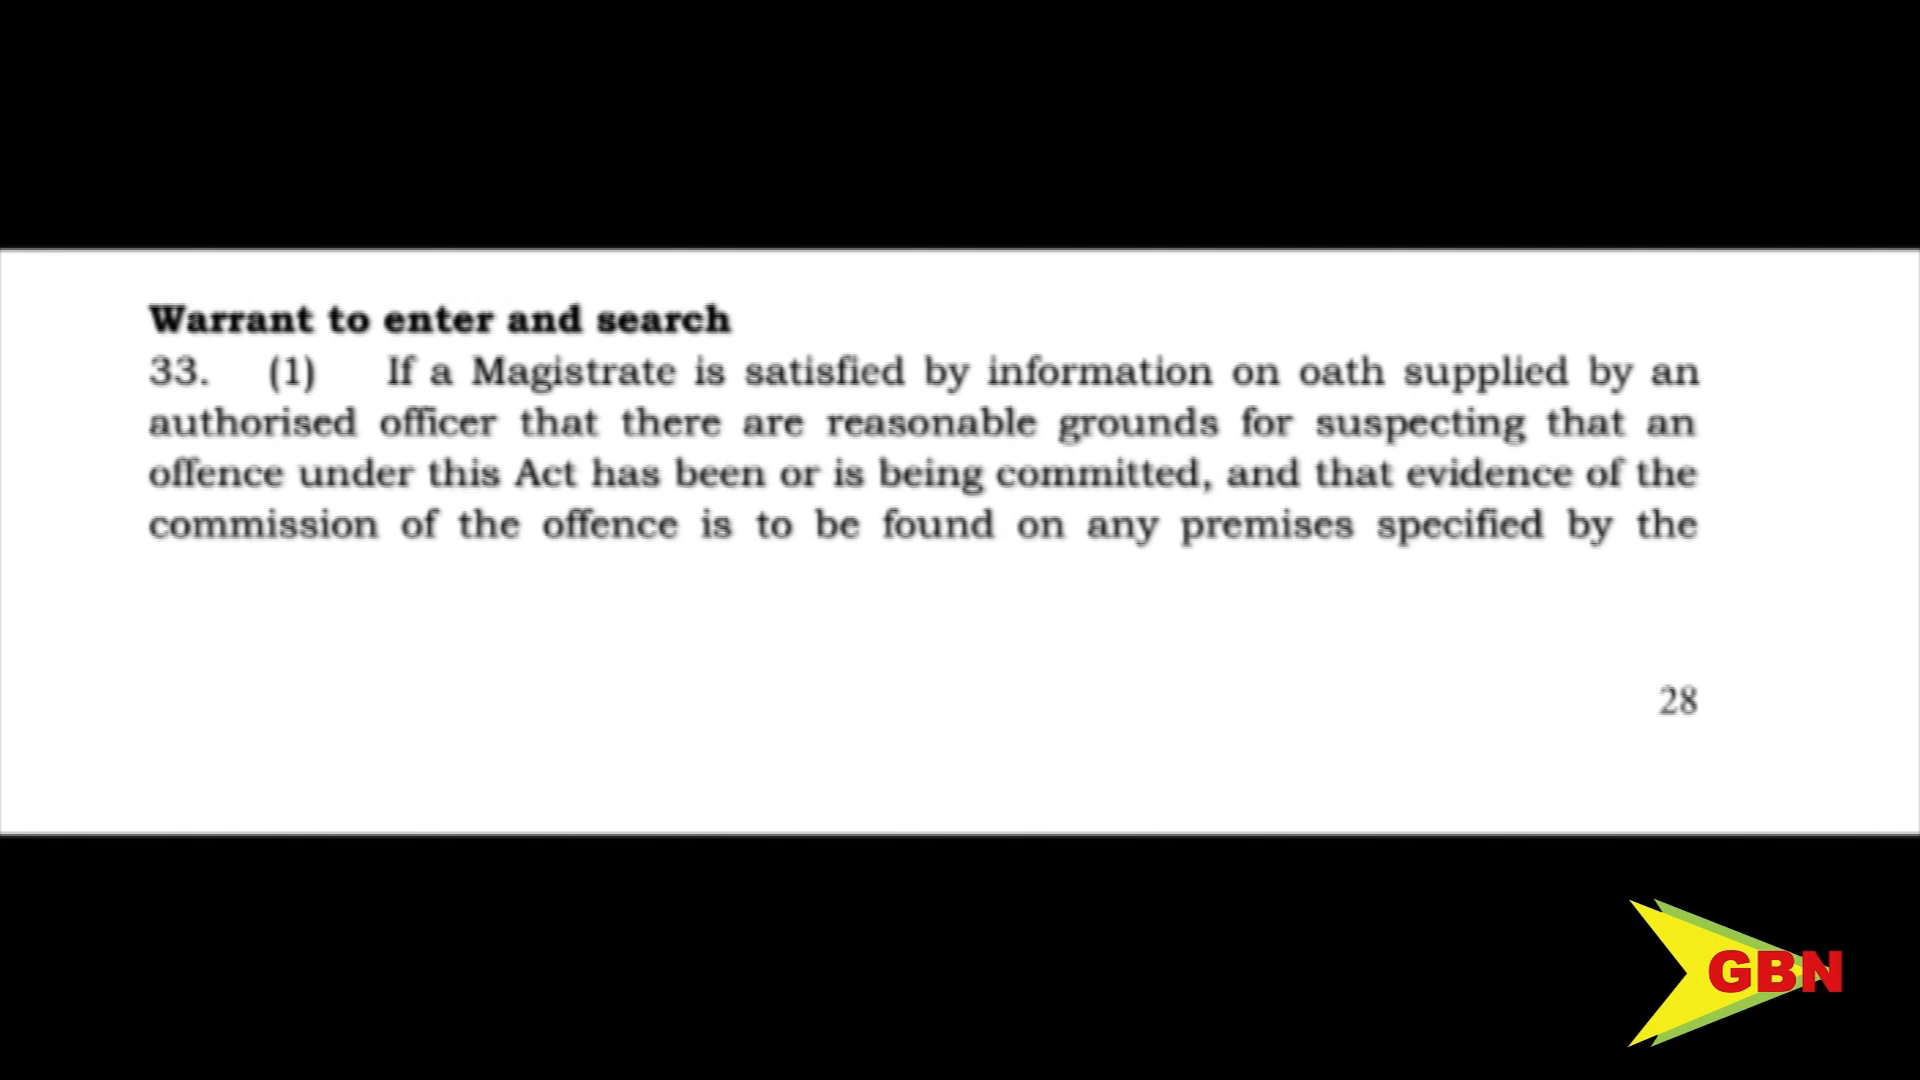 Warrant to enter and search
33. (1) If a Magistrate is satisfied by information on oath supplied by an
authorised officer that there are reasonable grounds for suspecting that an
offence under this Act has been or is being committed, and that evidence of the
commission of the offence is to be found on any premises specified by the
28
GBN